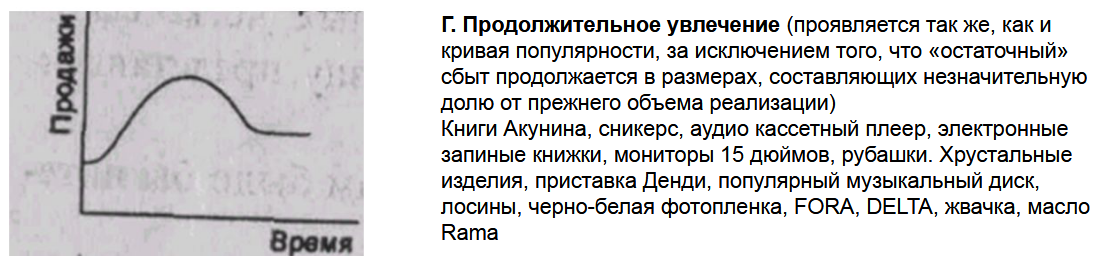 Продажи
Время
Г. Продолжительное увлечение (проявляется так же, как и
кривая популярности, за исключением того, что «остаточный»
сбыт продолжается в размерах, составляющих незначительную
долю от прежнего объема реализации)
Книги Акунина, сникерс, аудио кассетный плеер, электронные
запиные книжки, мониторы 15 дюймов, рубашки. Хрустальные
изделия, приставка Денди, популярный музыкальный диск,
лосины, черно-белая фотопленка, FORA, DELTA, жвачка, масло
Rama